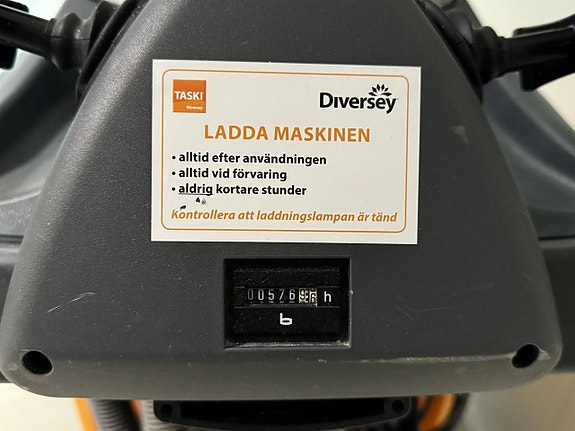 TASKI
Diversey
Diversey
LADDA MASKINEN
• alltid efter användningen
• alltid vid förvaring
• aldrig kortare stunder
Kontrollera att laddningslampan är tänd
00576 h